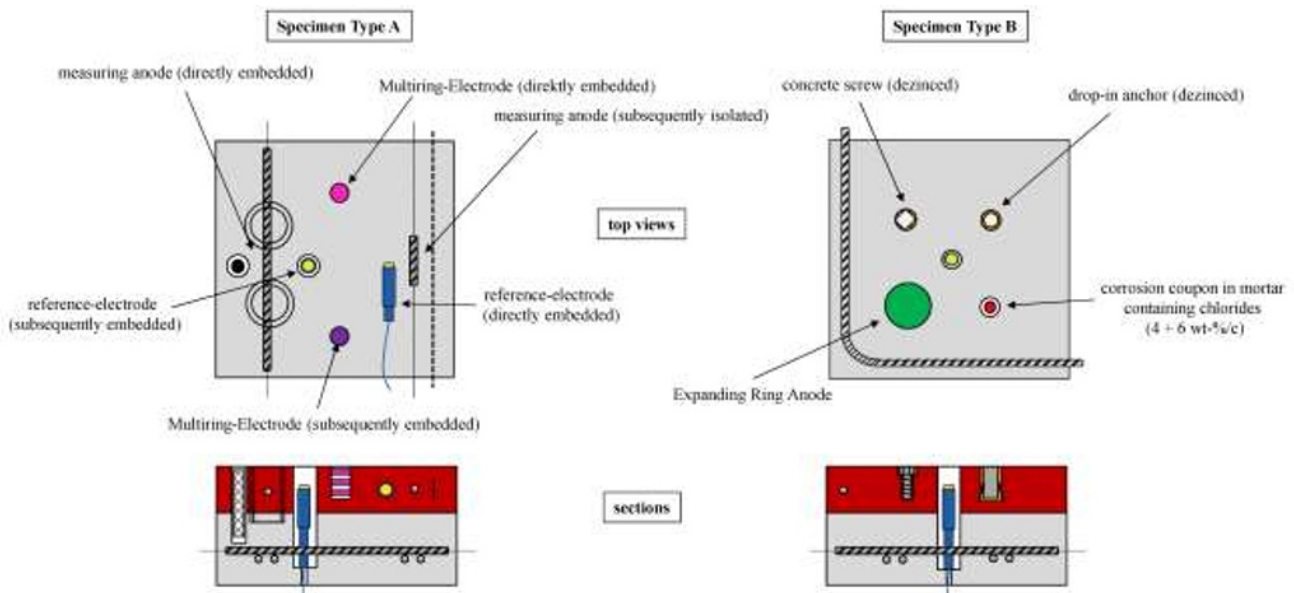 Specimen Type A
Specimen Type B
measuring anode (directly embedded)
Multiring-Electrode (direktly embedded)
measuring anode (subsequently isolated)
concrete screw (dezinced)
drop-in anchor (dezinced)
top views
reference-electrode
(subsequently embedded)
reference-electrode
(directly embedded)
corrosion coupon in mortar
containing chlorides
(4 + 6 wt-%/c)
Expanding Ring Anode
Multiring-Electrode (subsequently embedded)
sections